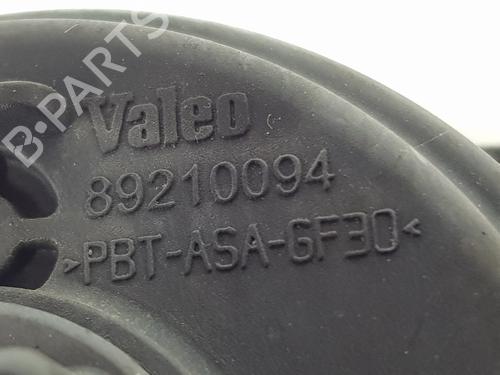 B-PARTS
Valeo
89210094
>PBT-ASA-GF30<